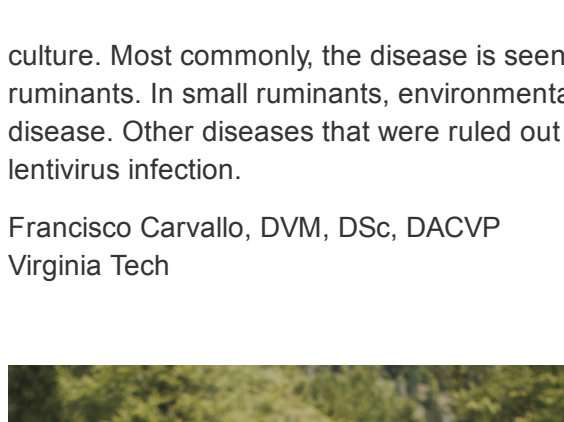 culture. Most commonly, the disease is seen
ruminants. In small ruminants, environmenta
disease. Other diseases that were ruled out
lentivirus infection.
Francisco Carvallo, DVM, DSc, DACVP
Virginia Tech